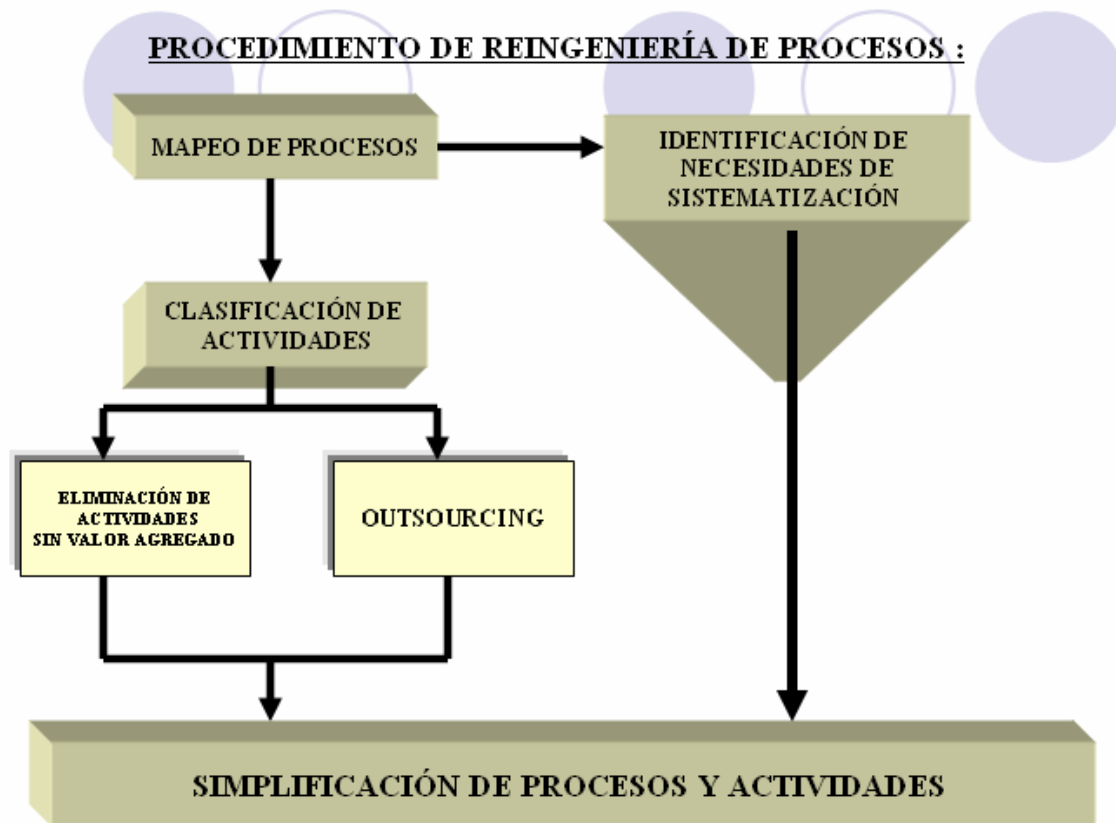 PROCEDIMIENTO DE REINGENIERÍA DE PROCESOS :
MAPEO DE PROCESOS
IDENTIFICACIÓN DE
NECESIDADES DE
SISTEMATIZACIÓN
CLASIFICACIÓN DE
ACTIVIDADES
ELIMINACIÓN DE
ACTIVIDADES
SIN VALOR AGREGADO
OUTSOURCING
SIMPLIFICACIÓN DE PROCESOS Y ACTIVIDADES